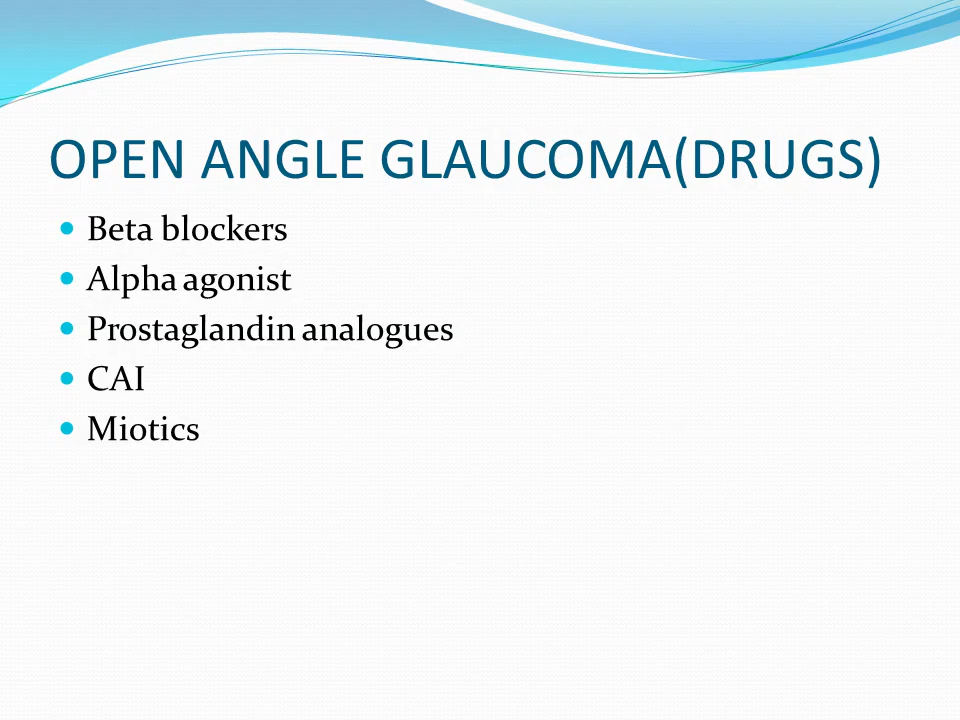 OPEN ANGLE GLAUCOMA(DRUGS)
Beta blockers
Alpha agonist
Prostaglandin analogues
CAI
Miotics